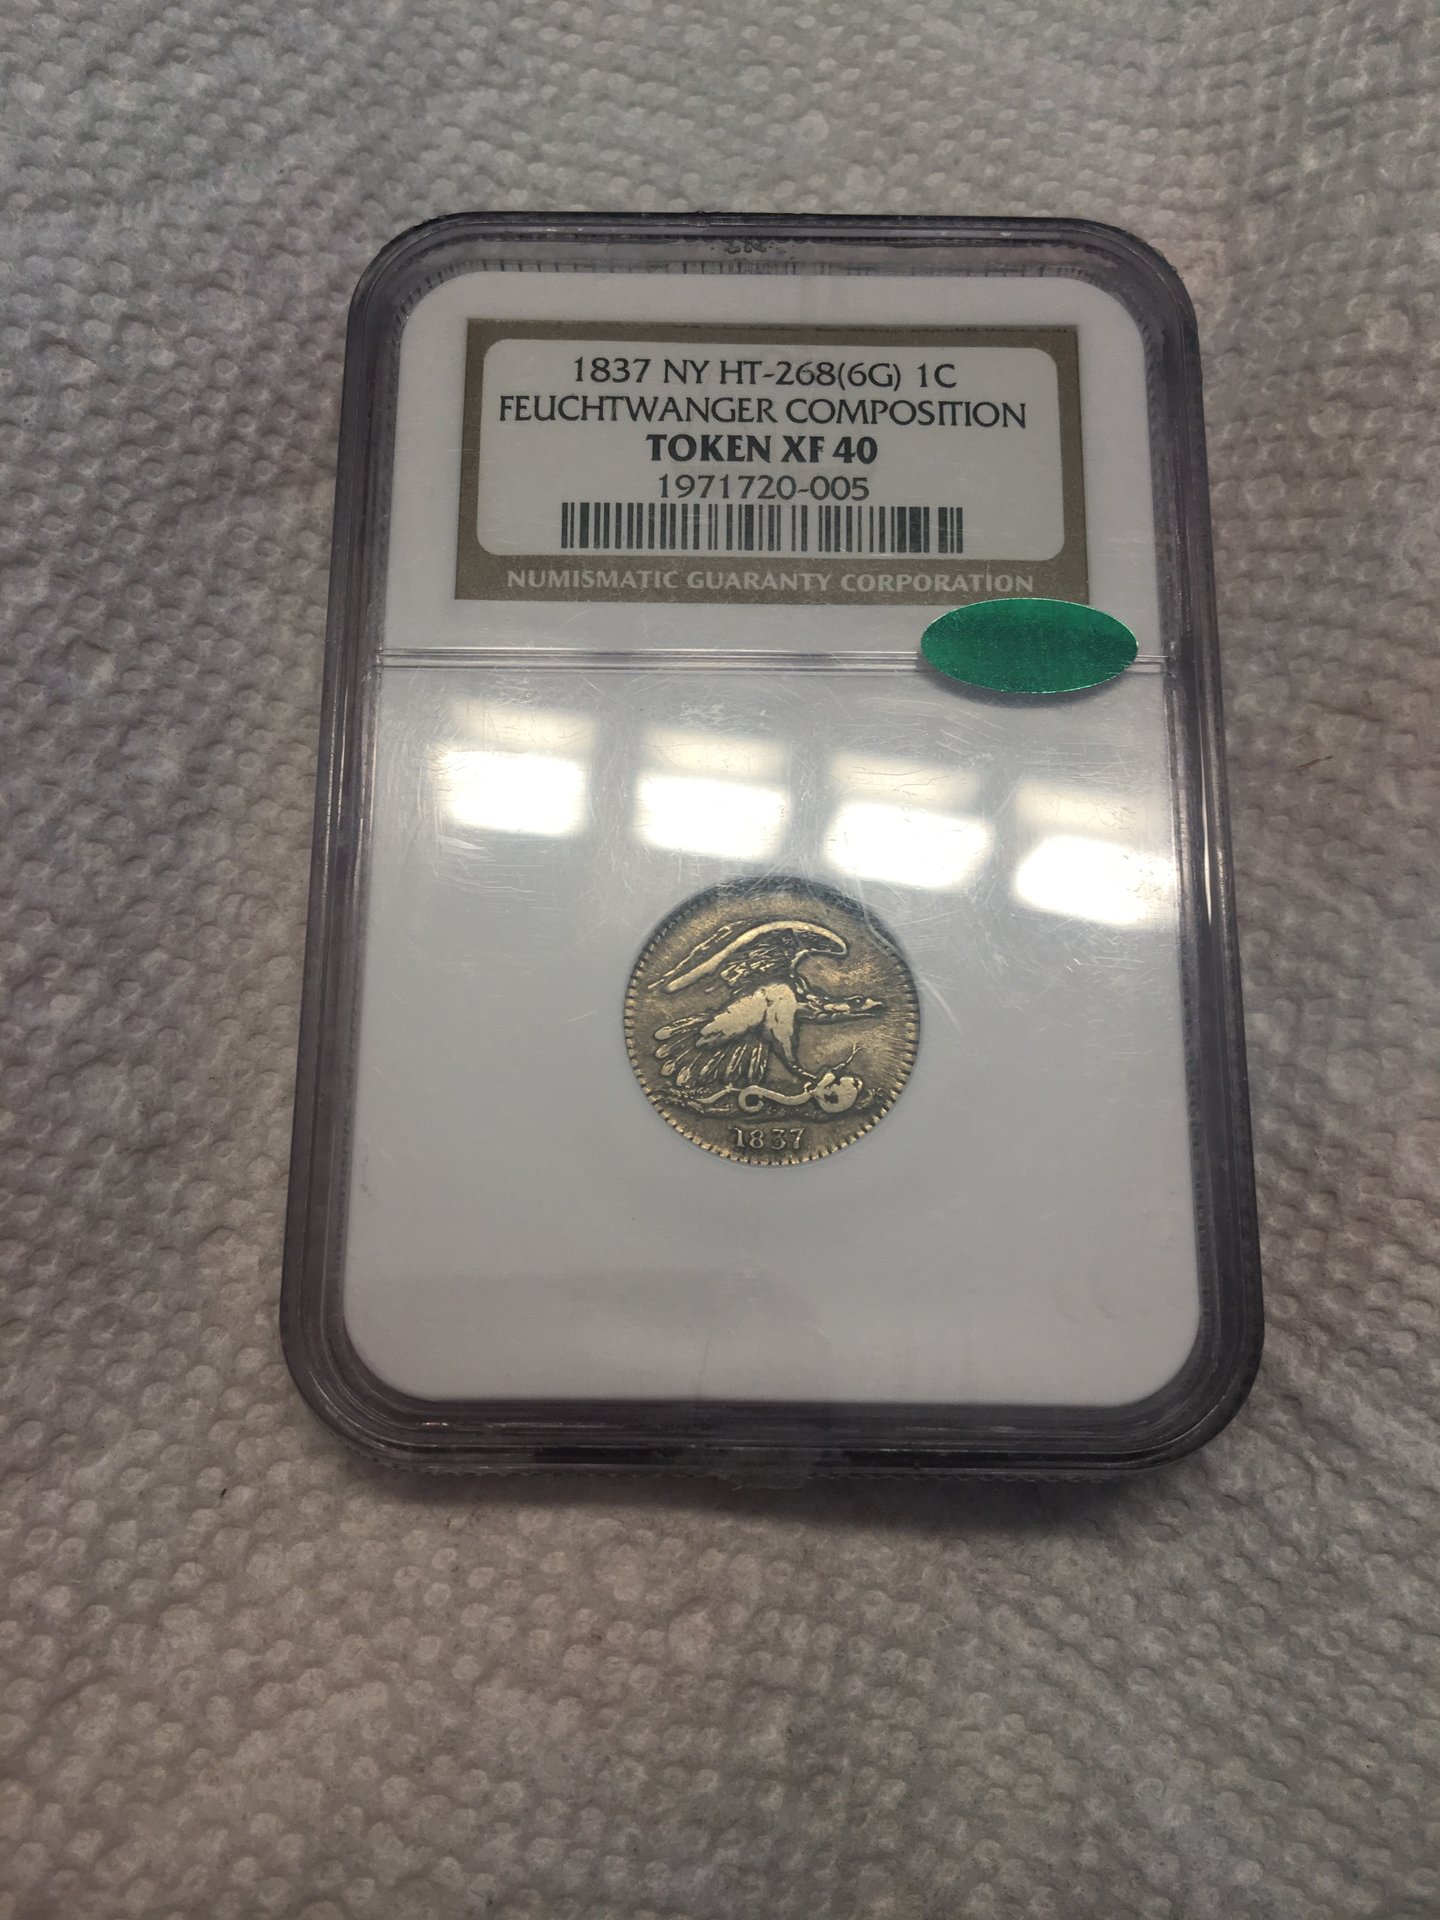 1837 NY HT-268(6G) 1C
FEUCHTWANGER COMPOSITION
TOKEN XF 40
1971720-005
NUMISMATIC GUARANTY CORPORATION
1837